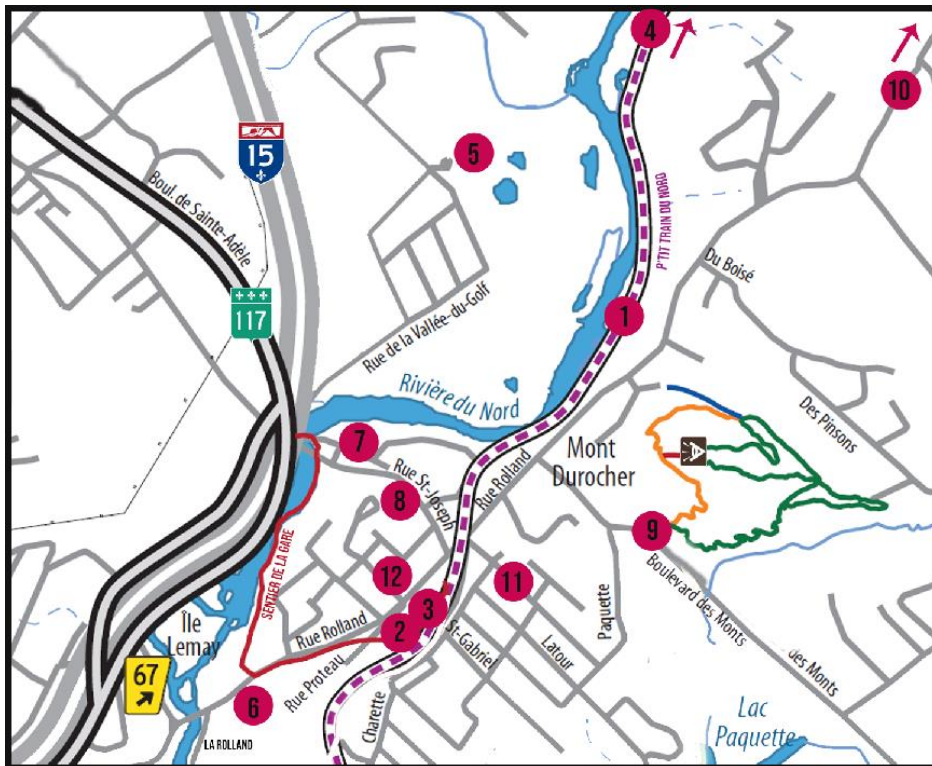 4
10
15
5
Boul. de Sainte-Adèle
P'TIT TRAIN DU NORD
117
Du Boisé
Rue de la Vallée-du-Golf
1
Rivière du Nord
Des Pinsons
7
Mont
Durocher
Rue Rolland
Rue St-Joseph
8
9
SENTIER DE LA GARE
12
11
Boulevard des Monts
Paquette
3
2
Île
Lemay
Rue Rolland
St-Gabriel
Latour
67
Rue Proteau
des Monts
6
Charette
Lac
Paquette
LA ROLLAND